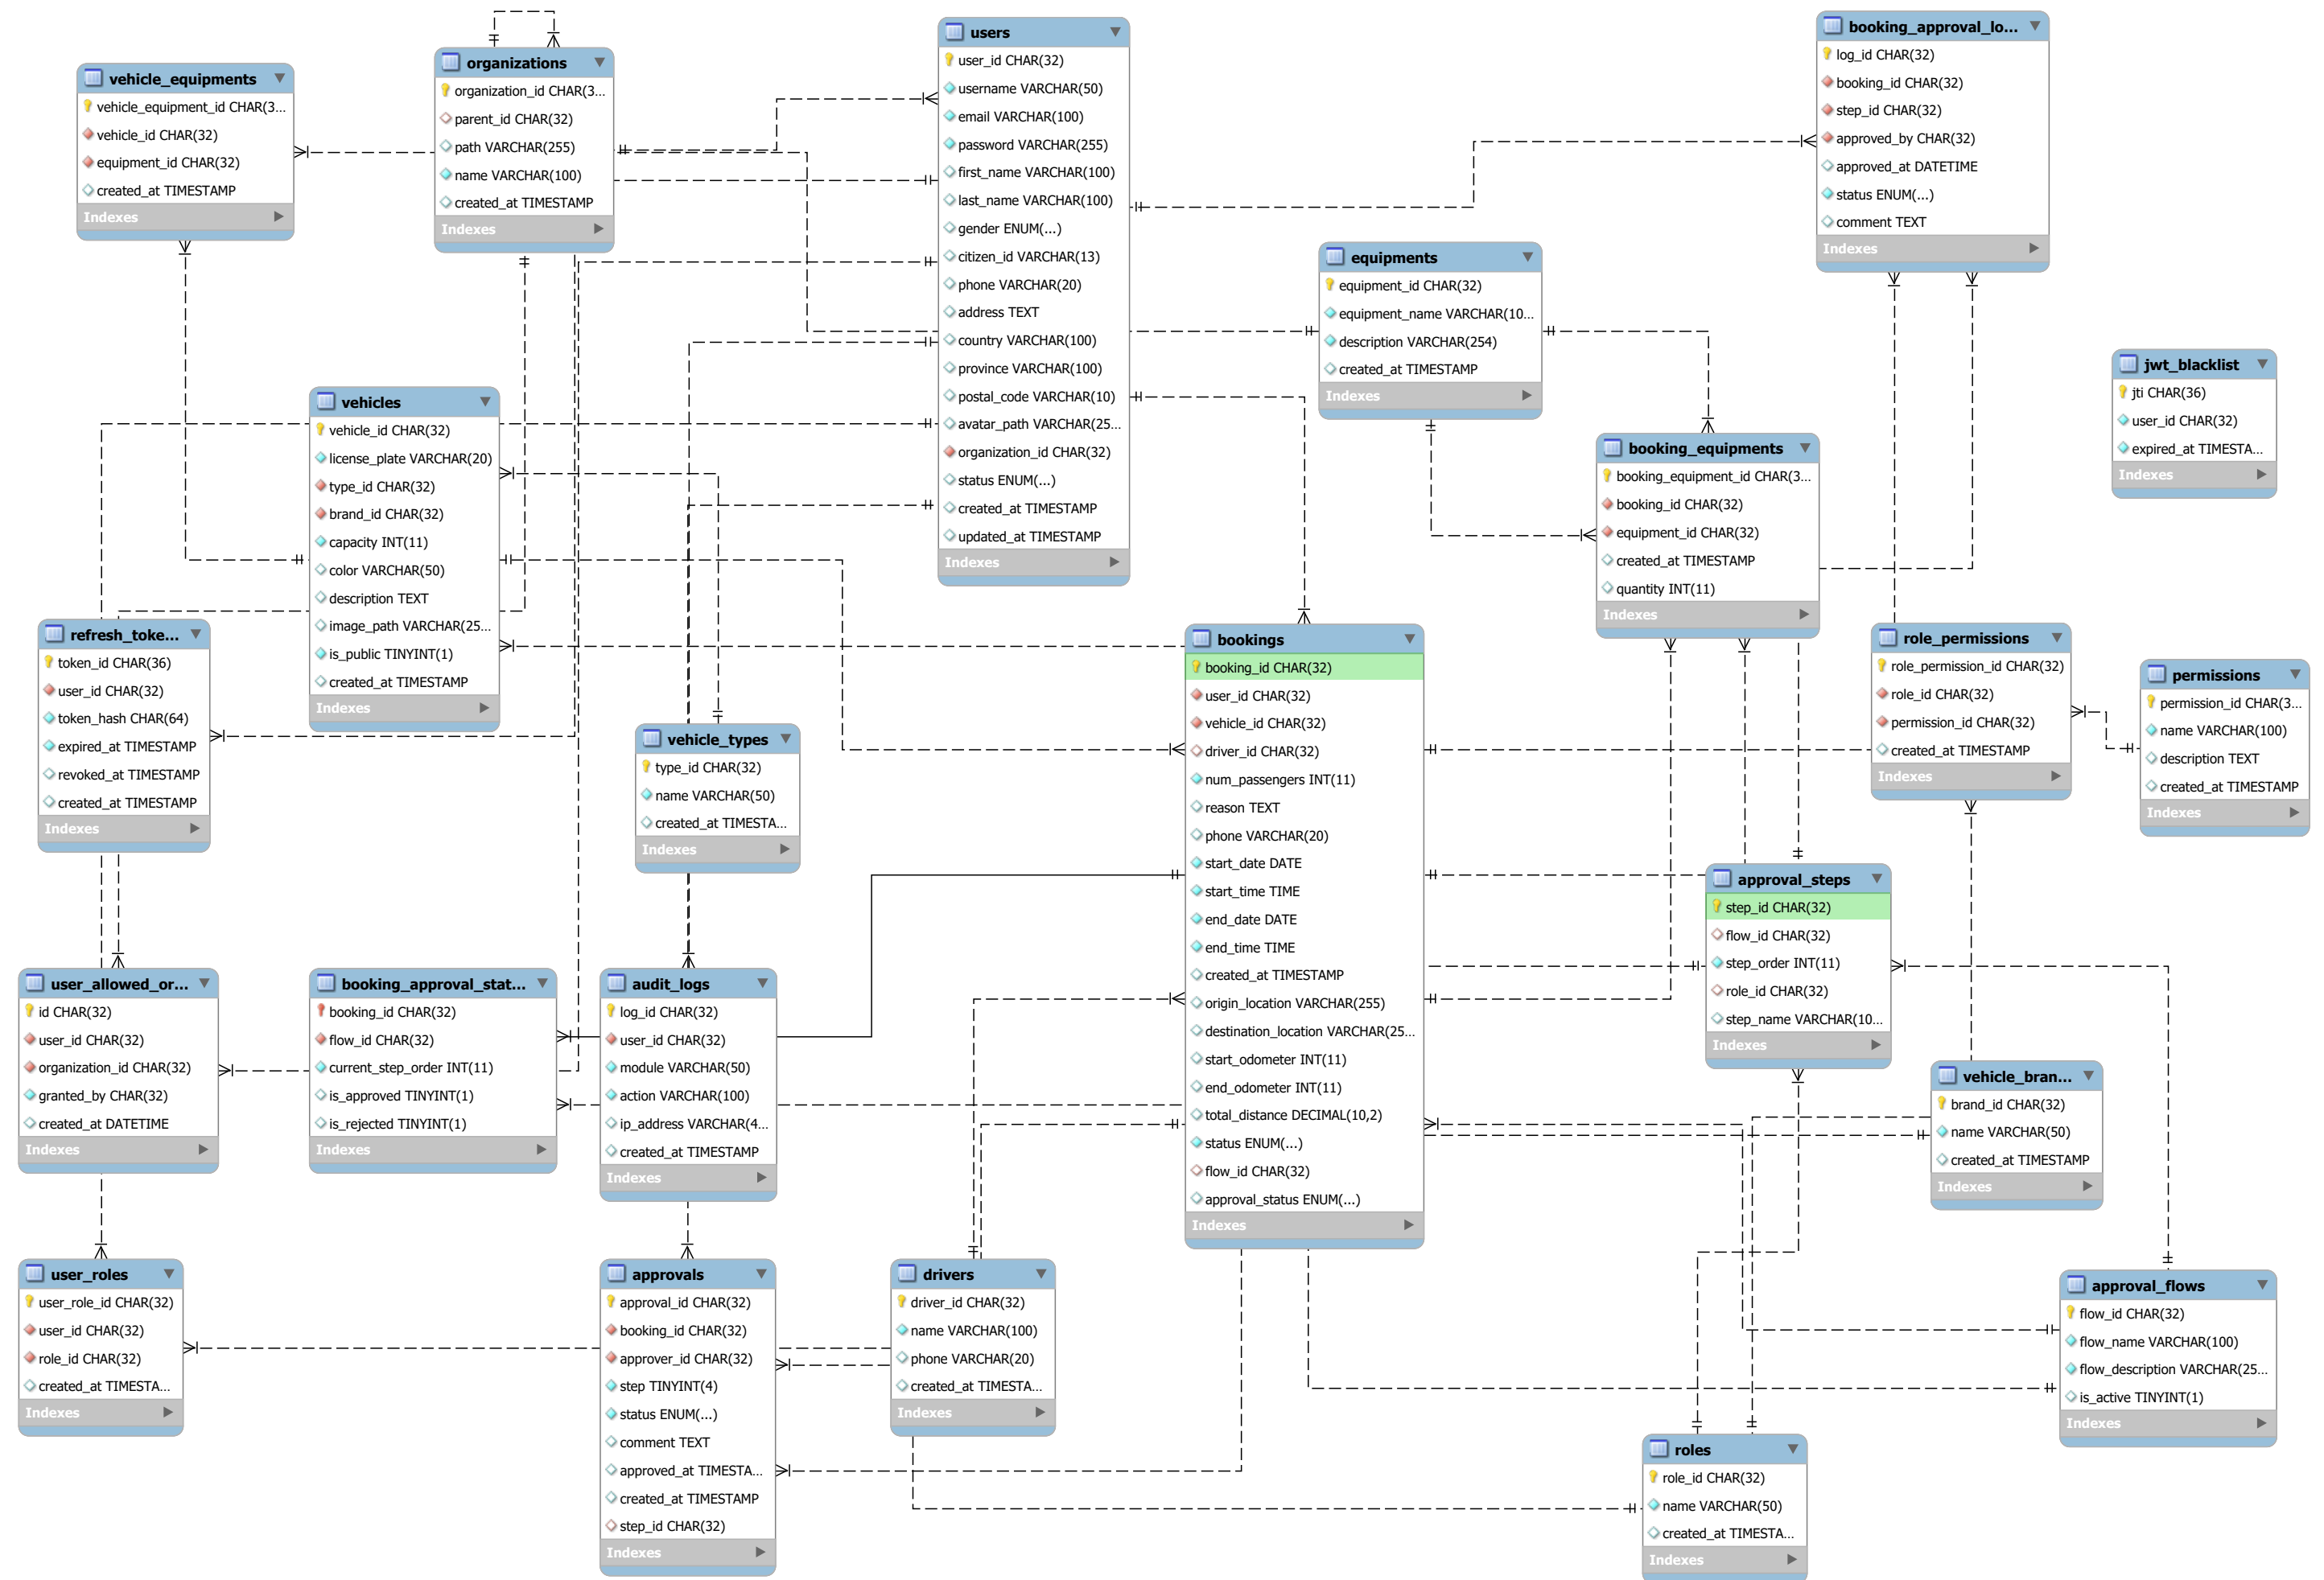 vehicle_equipments
vehicle_equipment_id CHAR(3...
vehicle_id CHAR(32)
equipment_id CHAR(32)
created_at TIMESTAMP
Indexes
organizations
organization_id CHAR(3...
parent_id CHAR(32)
path VARCHAR(255)
name VARCHAR(100)
created_at TIMESTAMP
Indexes
users
user_id CHAR(32)
username VARCHAR(50)
email VARCHAR(100)
password VARCHAR(255)
first_name VARCHAR(100)
last_name VARCHAR(100)
gender ENUM(...)
citizen_id VARCHAR(13)
phone VARCHAR(20)
address TEXT
country VARCHAR(100)
province VARCHAR(100)
postal_code VARCHAR(10)
avatar_path VARCHAR(25...
organization_id CHAR(32)
status ENUM(...)
created_at TIMESTAMP
updated_at TIMESTAMP
Indexes
booking_approval_lo...
log_id CHAR(32)
booking_id CHAR(32)
step_id CHAR(32)
approved_by CHAR(32)
approved_at DATETIME
status ENUM(...)
comment TEXT
Indexes
equipments
equipment_id CHAR(32)
equipment_name VARCHAR(10...
description VARCHAR(254)
created_at TIMESTAMP
Indexes
jwt_blacklist
jti CHAR(36)
user_id CHAR(32)
expired_at TIMESTA...
Indexes
vehicles
vehicle_id CHAR(32)
license_plate VARCHAR(20)
type_id CHAR(32)
brand_id CHAR(32)
capacity INT(11)
color VARCHAR(50)
description TEXT
image_path VARCHAR(25...
is_public TINYINT(1)
created_at TIMESTAMP
Indexes
booking_equipments
booking_equipment_id CHAR(3...
booking_id CHAR(32)
equipment_id CHAR(32)
created_at TIMESTAMP
quantity INT(11)
Indexes
refresh_toke...
token_id CHAR(36)
user_id CHAR(32)
token_hash CHAR(64)
expired_at TIMESTAMP
revoked_at TIMESTAMP
created_at TIMESTAMP
Indexes
bookings
booking_id CHAR(32)
user_id CHAR(32)
vehicle_id CHAR(32)
driver_id CHAR(32)
num_passengers INT(11)
reason TEXT
phone VARCHAR(20)
start_date DATE
start_time TIME
end_date DATE
end_time TIME
created_at TIMESTAMP
origin_location VARCHAR(255)
destination_location VARCHAR(25...
start_odometer INT(11)
end_odometer INT(11)
total_distance DECIMAL(10,2)
status ENUM(...)
flow_id CHAR(32)
approval_status ENUM(...)
Indexes
role_permissions
role_permission_id CHAR(32)
role_id CHAR(32)
permission_id CHAR(32)
created_at TIMESTAMP
Indexes
permissions
permission_id CHAR(3...
name VARCHAR(100)
description TEXT
created_at TIMESTAMP
Indexes
vehicle_types
type_id CHAR(32)
name VARCHAR(50)
created_at TIMESTA...
Indexes
approval_steps
step_id CHAR(32)
flow_id CHAR(32)
step_order INT(11)
role_id CHAR(32)
step_name VARCHAR(10...
Indexes
user_allowed_or...
id CHAR(32)
user_id CHAR(32)
organization_id CHAR(32)
granted_by CHAR(32)
created_at DATETIME
Indexes
booking_approval_stat...
booking_id CHAR(32)
flow_id CHAR(32)
current_step_order INT(11)
is_approved TINYINT(1)
is_rejected TINYINT(1)
Indexes
audit_logs
log_id CHAR(32)
user_id CHAR(32)
module VARCHAR(50)
action VARCHAR(100)
ip_address VARCHAR(4...
created_at TIMESTAMP
Indexes
vehicle_bran...
brand_id CHAR(32)
name VARCHAR(50)
created_at TIMESTAMP
Indexes
user_roles
user_role_id CHAR(32)
user_id CHAR(32)
role_id CHAR(32)
created_at TIMESTA...
Indexes
approvals
approval_id CHAR(32)
booking_id CHAR(32)
approver_id CHAR(32)
step TINYINT(4)
status ENUM(...)
comment TEXT
approved_at TIMESTA...
created_at TIMESTAMP
step_id CHAR(32)
Indexes
drivers
driver_id CHAR(32)
name VARCHAR(100)
phone VARCHAR(20)
created_at TIMESTA...
Indexes
approval_flows
flow_id CHAR(32)
flow_name VARCHAR(100)
flow_description VARCHAR(25...
is_active TINYINT(1)
Indexes
roles
role_id CHAR(32)
name VARCHAR(50)
created_at TIMESTA...
Indexes